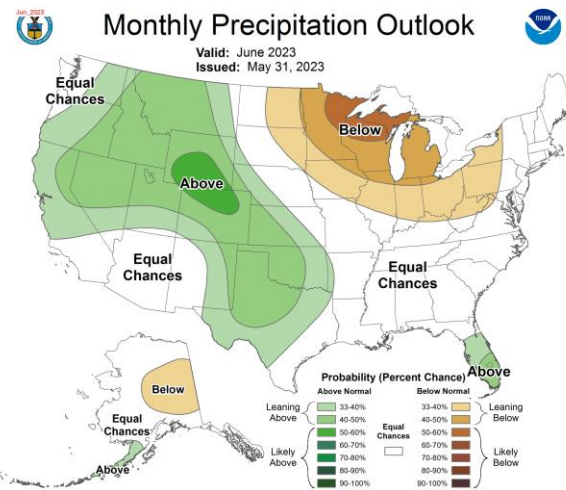 Jun_2023
Monthly Precipitation Outlook
NOAA
Valid: June 2023
Issued: May 31, 2023
Equal
Chances
Below
Above
Equal
Chances
Equal
Chances
Above
Below
Equal
Chances
Above
Probability (Percent Chance)
Above Normal
Below Normal
Leaning
Above
33-40%
40-50%
Likely
Above
50-60%
60-70%
70-80%
80-90%
90-100%
Equal
Chances
33-40%
40-50%
Leaning
Below
50-60%
60-70%
70-80%
80-90%
90-100%
Likely
Below